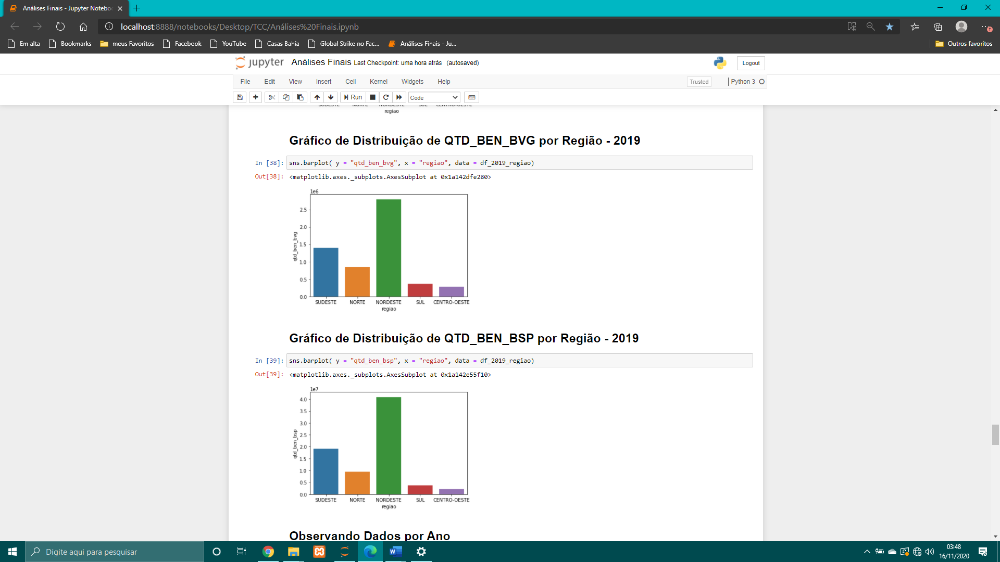 Análises Finais - Jupyter Notebo
localhost:8888/notebooks/Desktop/TCC/Análises%20Finais.ipynb
Em alta Bookmarks meus Favoritos Facebook YouTube Casas Bahia Global Strike no Fac... Análises Finais - Ju... Outros favoritos
jupyter Análises Finais Last Checkpoint: uma hora atrás (autosaved) Logout
File Edit View Insert Cell Kernel Widgets Help Trusted Python 3
Run Code
SUDESTE NORTE NORDESTE SUL CENTRO-OESTE
regiao
Gráfico de Distribuição de QTD_BEN_BVG por Região - 2019
In [38]: sns.barplot( y = "qtd_ben_bvg", x = "regiao", data = df_2019_regiao)
Out[38]: <matplotlib.axes._subplots.AxesSubplot at 0x1a142dfe280>
1e6
2.5
2.0
1.5
1.0
0.5
0.0
qtd_ben_bvg
SUDESTE NORTE NORDESTE SUL CENTRO-OESTE
regiao
Gráfico de Distribuição de QTD_BEN_BSP por Região - 2019
In [39]: sns.barplot( y = "qtd_ben_bsp", x = "regiao", data = df_2019_regiao)
Out[39]: <matplotlib.axes._subplots.AxesSubplot at 0x1a142e55f10>
1e7
4.0
3.5
3.0
2.5
2.0
1.5
1.0
0.5
0.0
qtd_ben_bsp
SUDESTE NORTE NORDESTE SUL CENTRO-OESTE
regiao
Observando Dados por Ano
Digite aqui para pesquisar
03:48
16/11/2020